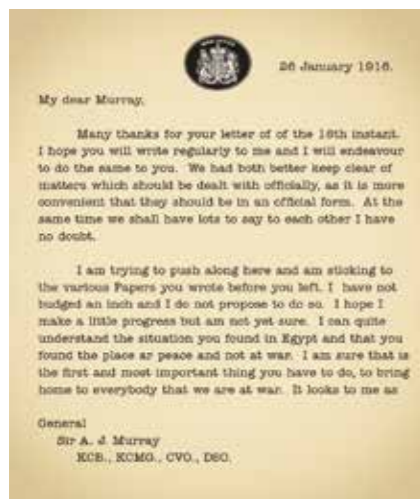 26 January 1916.
My dear Murray,
Many thanks for your letter of of the 16th instant.
I hope you will write regularly to me and I will endeavour
to do the same to you. We had both better keep clear of
matters which should be dealt with officially, as it is more
convenient that they should be in an official form. At the
same time we shall have lots to say to each other I have
no doubt.
I am trying to push along here and am sticking to
the various Papers you wrote before you left. I have not
budged an inch and I do not propose to do so. I hope I
make a little progress but am not yet sure. I can quite
understand the situation you found in Egypt and that you
found the place at peace and not at war. I am sure that is
the first and most important thing you have to do, to bring
home to everybody that we are at war. It looks to me as
General
Sir A. J. Murray
KCB., KCMG., CVO., DSO.